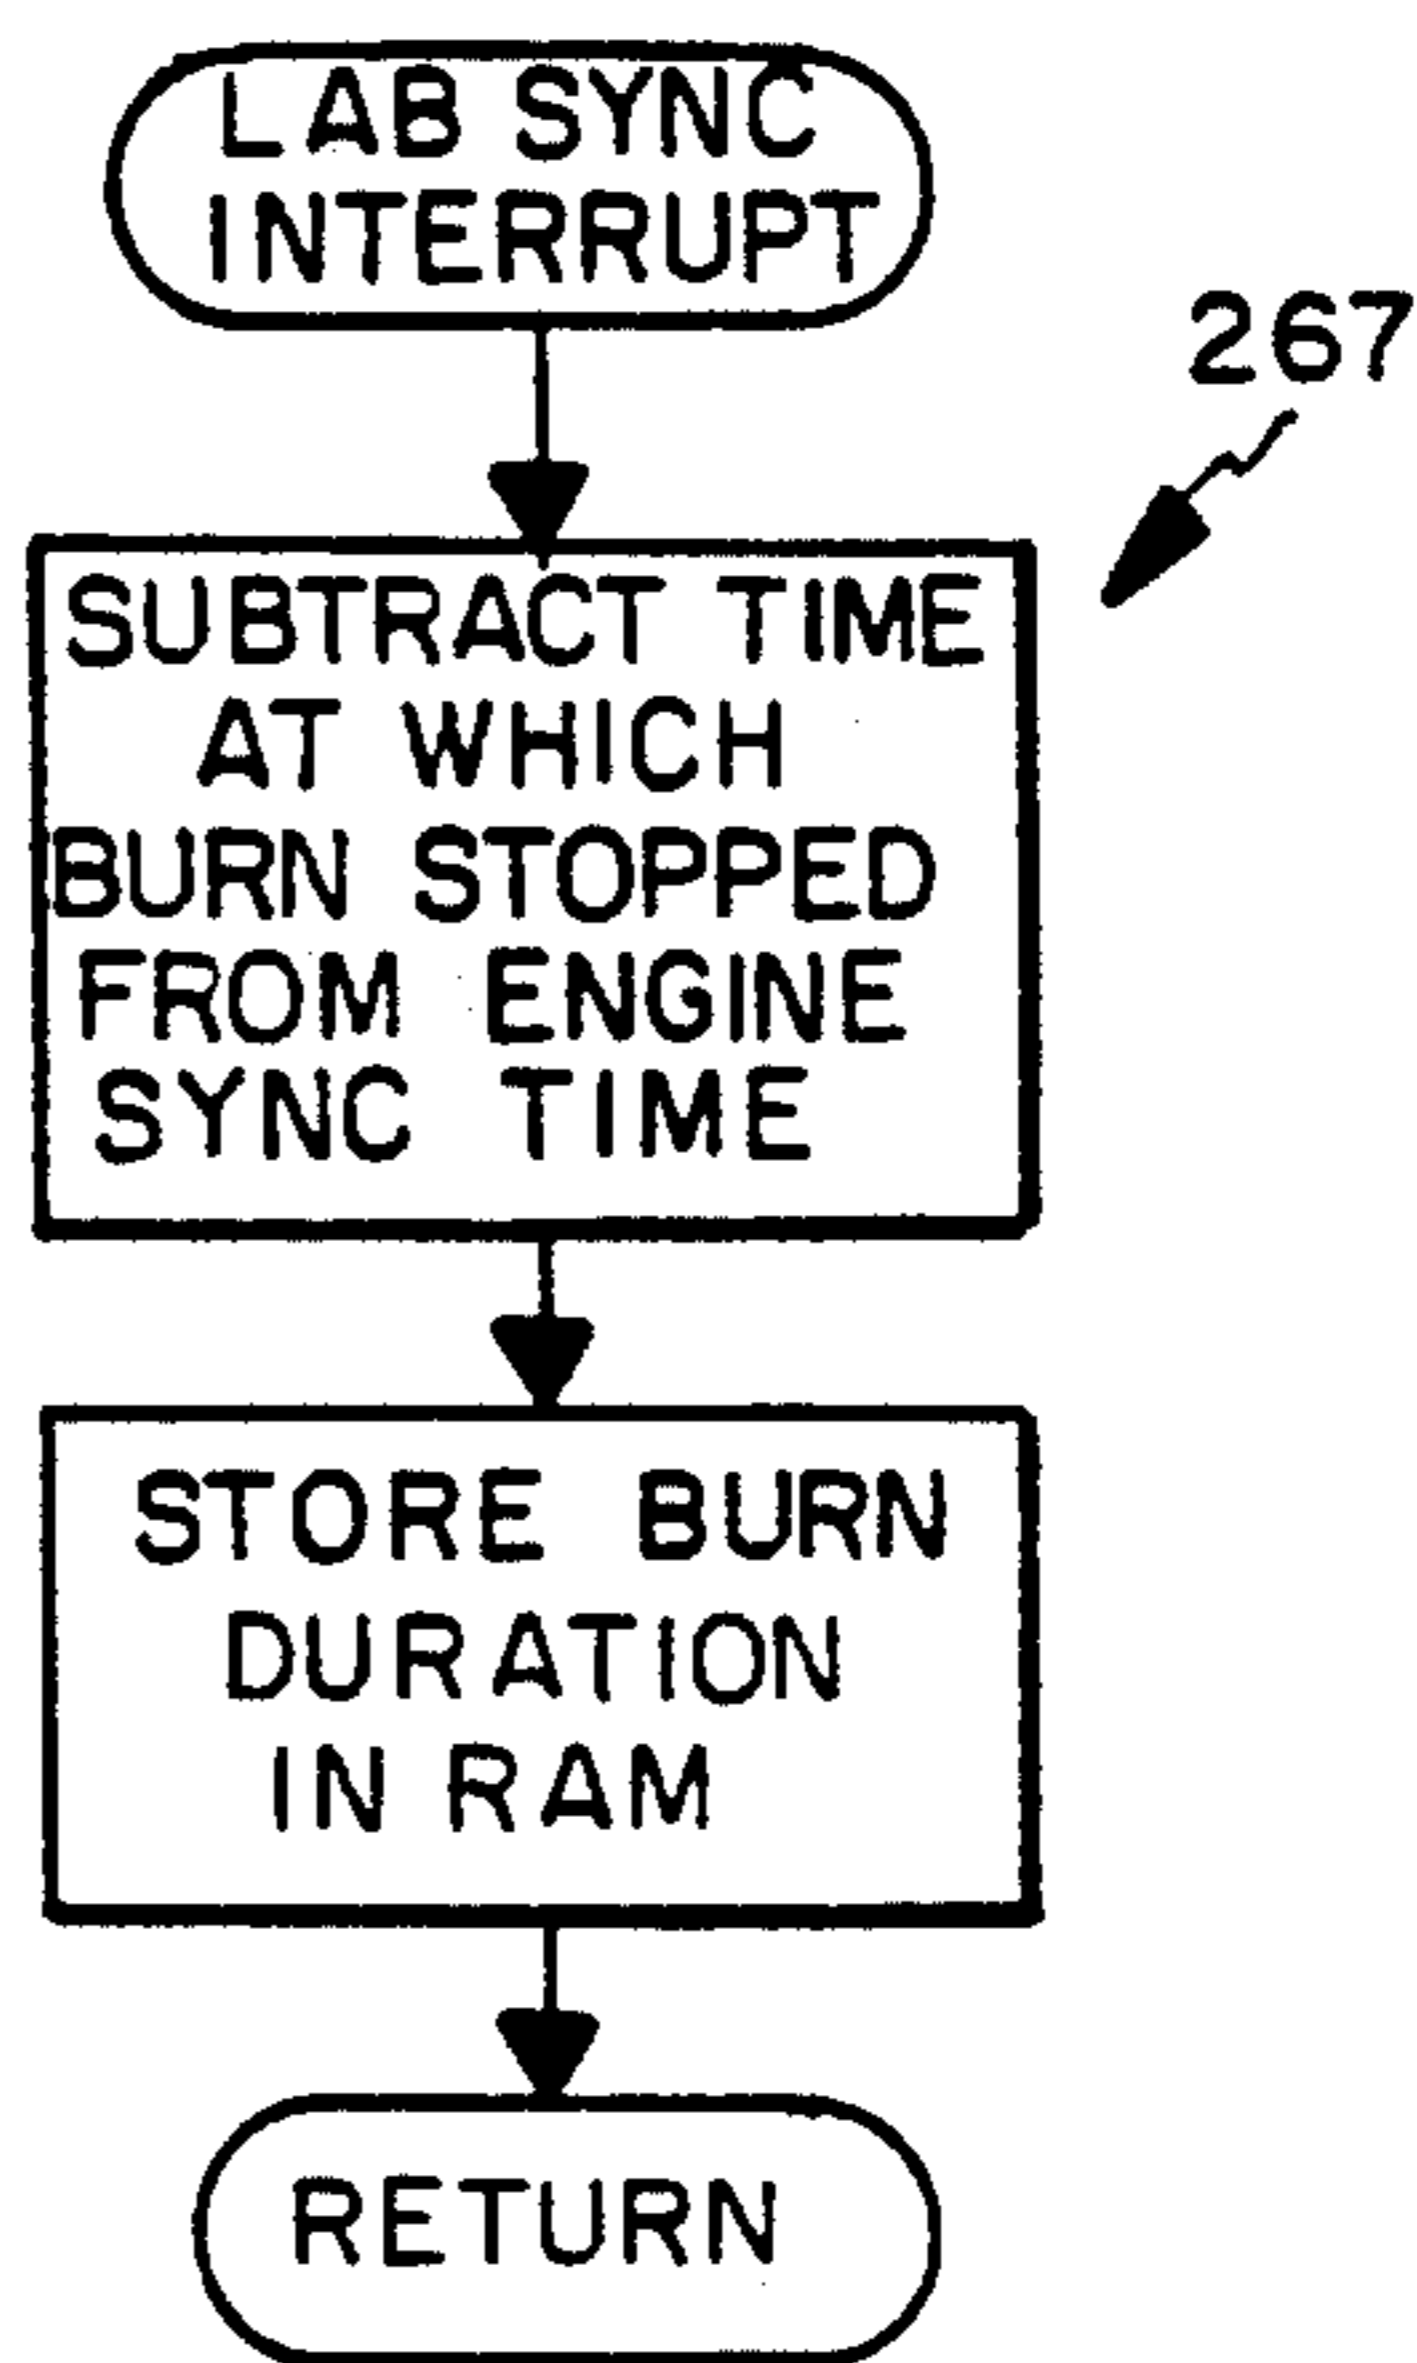 LAB SYNC
INTERRUPT
267
SUBTRACT TIME
AT WHICH
BURN STOPPED
FROM ENGINE
SYNC TIME
STORE BURN
DURATION
IN RAM
RETURN